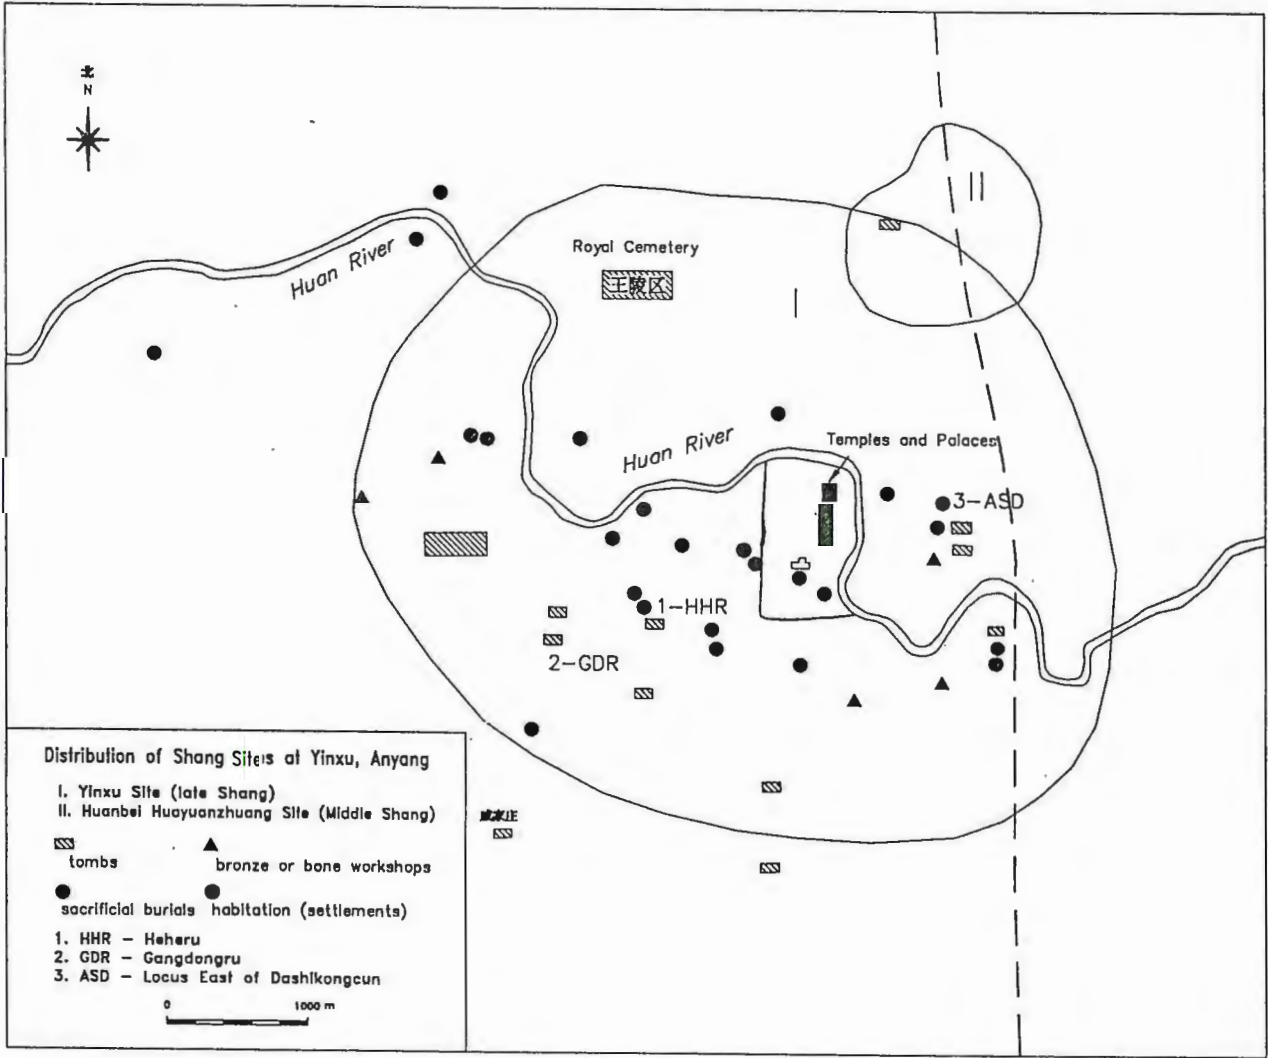 北
N
Royal Cemetery
王陵区
Huan River
II
I
Huan River
Temples and Palaces
3-ASD
1-HHR
2-GDR
Distribution of Shang Sites at Yinxu, Anyang
I. Yinxu Site (late Shang)
II. Huanbei Huayuanzhuang Site (Middle Shang)
tombs
bronze or bone workshops
sacrificial burials
habitation (settlements)
1. HHR – Heheru
2. GDR – Gangdongru
3. ASD – Locus East of Dashikongcun
0
1000 m